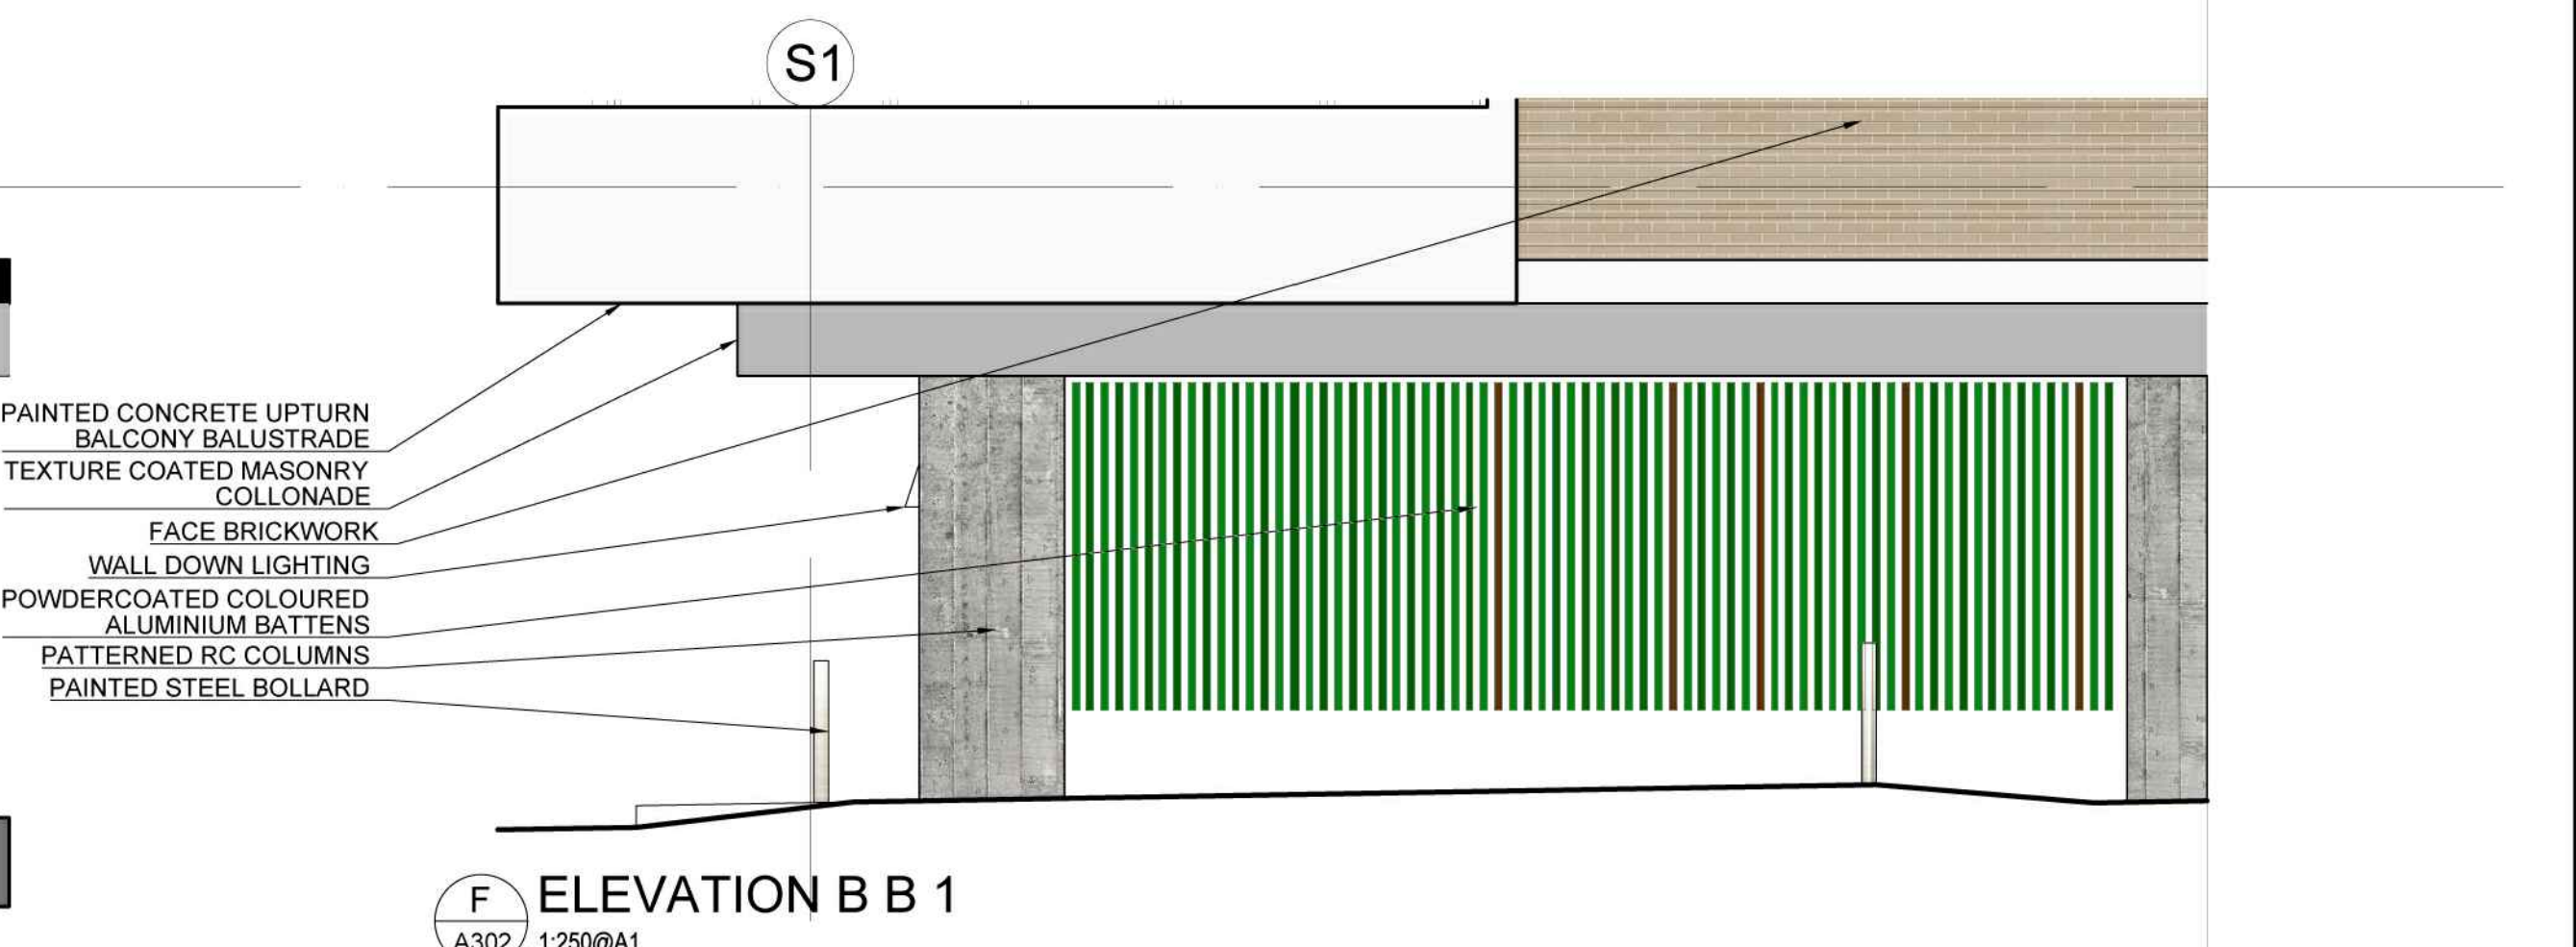 S1
PAINTED CONCRETE UPTURN
BALCONY BALUSTRADE
TEXTURE COATED MASONRY
COLLONADE
FACE BRICKWORK
WALL DOWN LIGHTING
POWDERCOATED COLOURED
ALUMINIUM BATTENS
PATTERNED RC COLUMNS
PAINTED STEEL BOLLARD
F
ELEVATION B B 1
A302
1:250@A1